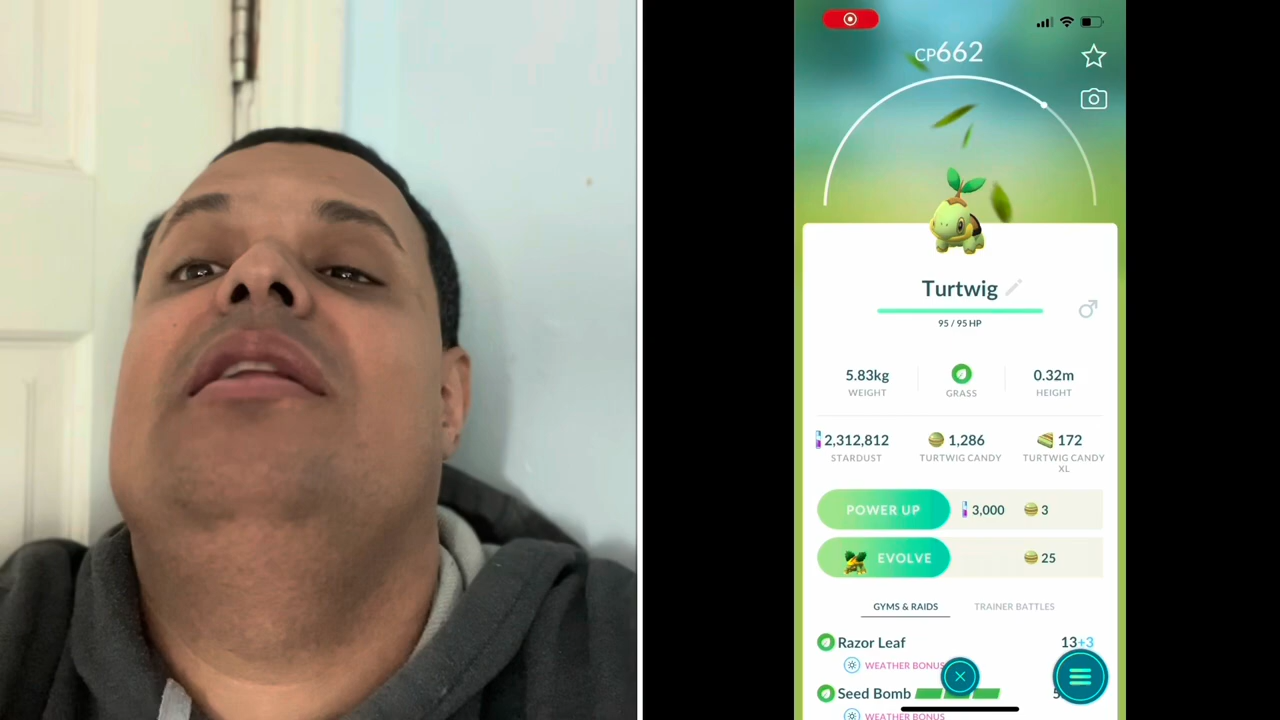 CP662
Turtwig
95 / 95 HP
5.83kg
WEIGHT
GRASS
0.32m
HEIGHT
2,312,812
STARDUST
1,286
TURTWIG CANDY
172
TURTWIG CANDY XL
POWER UP 3,000 3
EVOLVE 25
GYMS & RAIDS TRAINER BATTLES
Razor Leaf 13+3
WEATHER BONUS
Seed Bomb
WEATHER BONUS